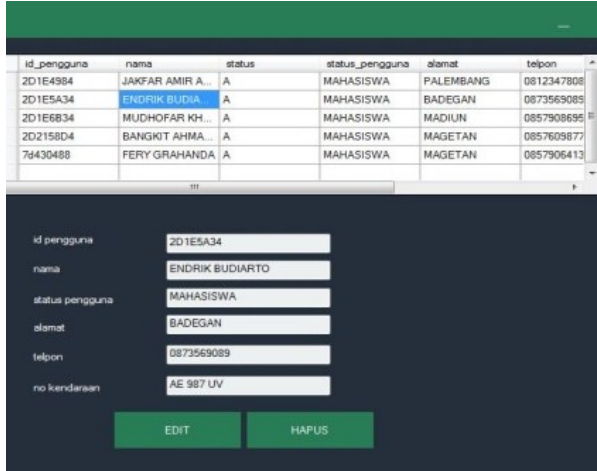 id_pengguna nama status status_pengguna alamat telpon
2D1E4984 JAKFAR AMIR A... A MAHASISWA PALEMBANG 0812347808
2D1E5A34 ENDRIK BUDIA... A MAHASISWA BADEGAN 0873569089
2D1E6B34 MUDHOFAR KH... A MAHASISWA MADIUN 0857908695
2D2158D4 BANGKIT AHMA... A MAHASISWA MAGETAN 0857609877
7d430488 FERY GRAHANDA A MAHASISWA MAGETAN 0857906413
id pengguna 2D1E5A34
nama ENDRIK BUDIARTO
status pengguna MAHASISWA
alamat BADEGAN
telpon 0873569089
no kendaraan AE 987 UV
EDIT HAPUS